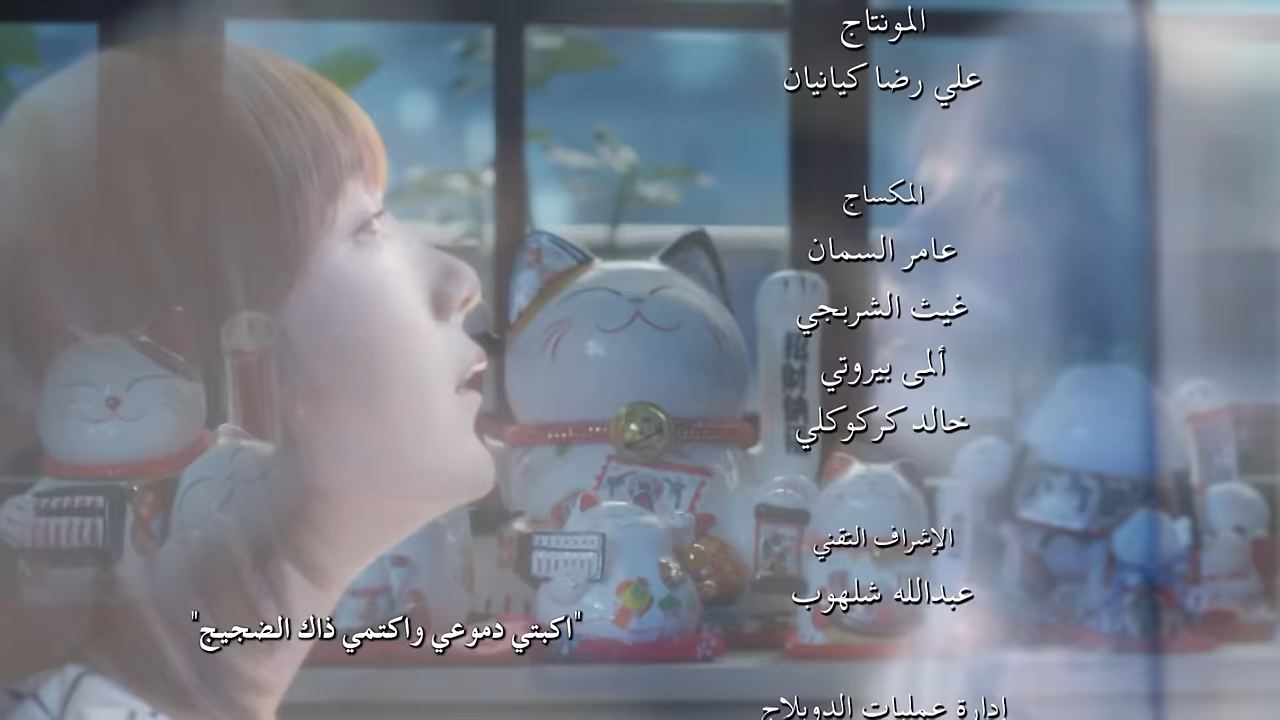 المونتاج
علي رضا كيانيان
المكساج
عامر السمان
غيث الشربجي
ألمى بيروتي
خالد كركوكلي
الإشراف التقني
عبدالله شلهوب
"اكبتي دموعي واكتمي ذاك الضجيج"
ادارة عمليات الدوبلاج